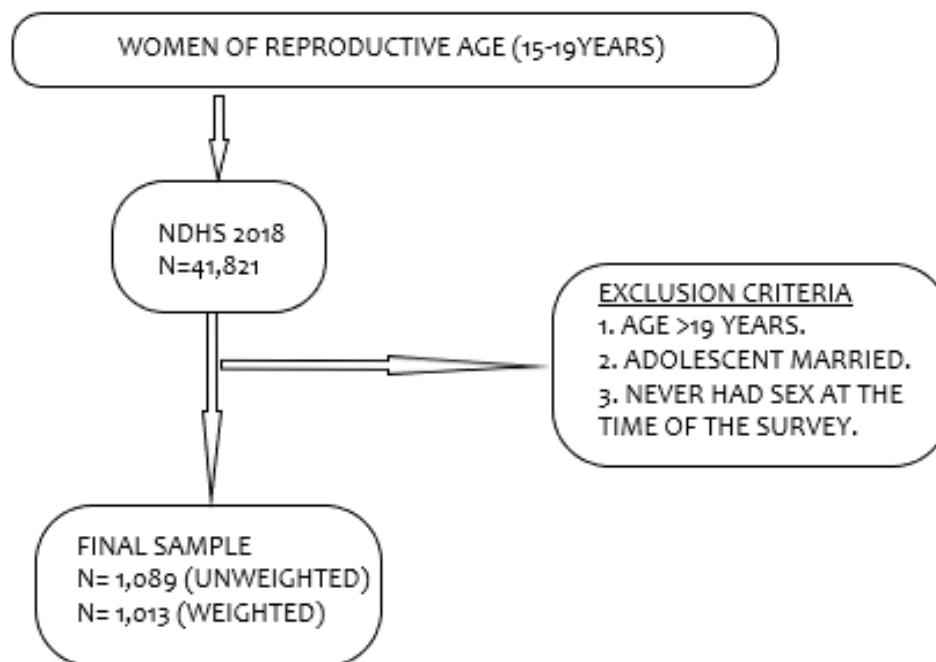 WOMEN OF REPRODUCTIVE AGE (15-19YEARS)
NDHS 2018
N=41,821
EXCLUSION CRITERIA
1. AGE >19 YEARS.
2. ADOLESCENT MARRIED.
3. NEVER HAD SEX AT THE
TIME OF THE SURVEY.
FINAL SAMPLE
N= 1,089 (UNWEIGHTED)
N= 1,013 (WEIGHTED)